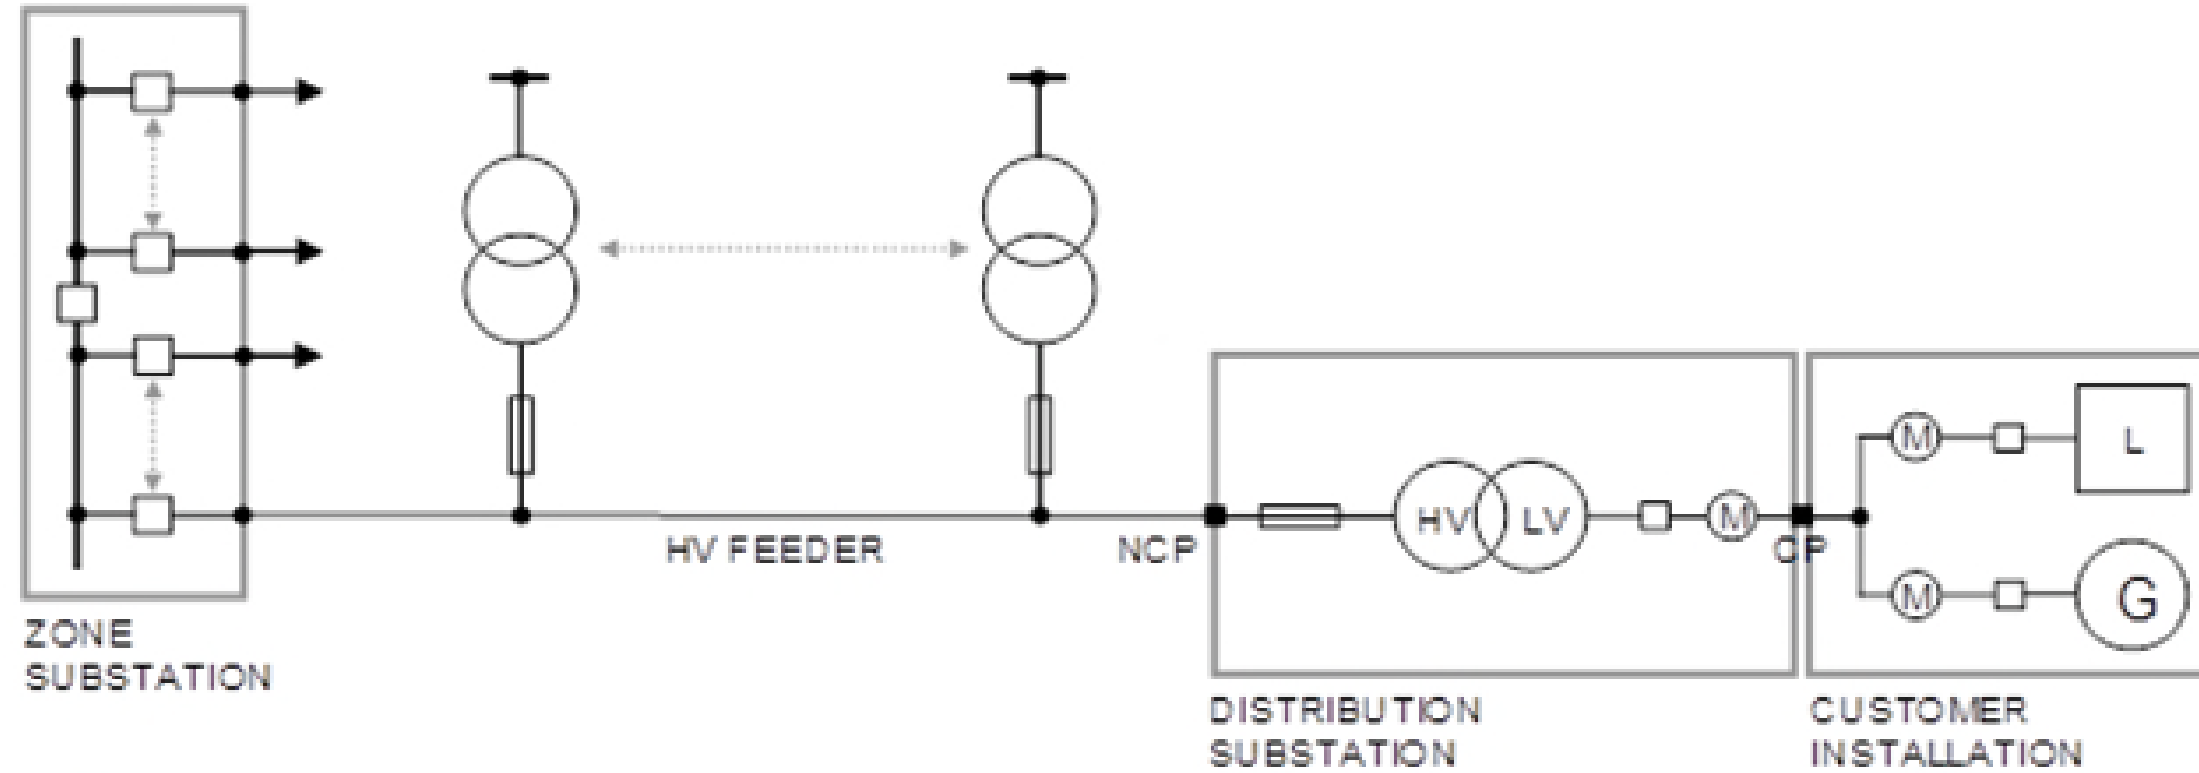 ZONE
SUBSTATION
HV FEEDER
NCP
HV
LV
M
CP
DISTRIBUTION
SUBSTATION
M
L
M
G
CUSTOMER
INSTALLATION